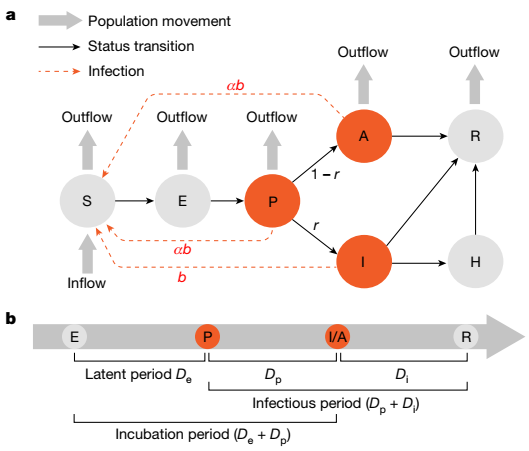 a
Population movement
Status transition
Infection
Outflow
Outflow
αb
Outflow
Outflow
Outflow
A
R
1 – r
S
E
P
r
αb
b
I
H
Inflow
b
E
P
I/A
R
Latent period De
Dp
Di
Infectious period (Dp + Di)
Incubation period (De + Dp)